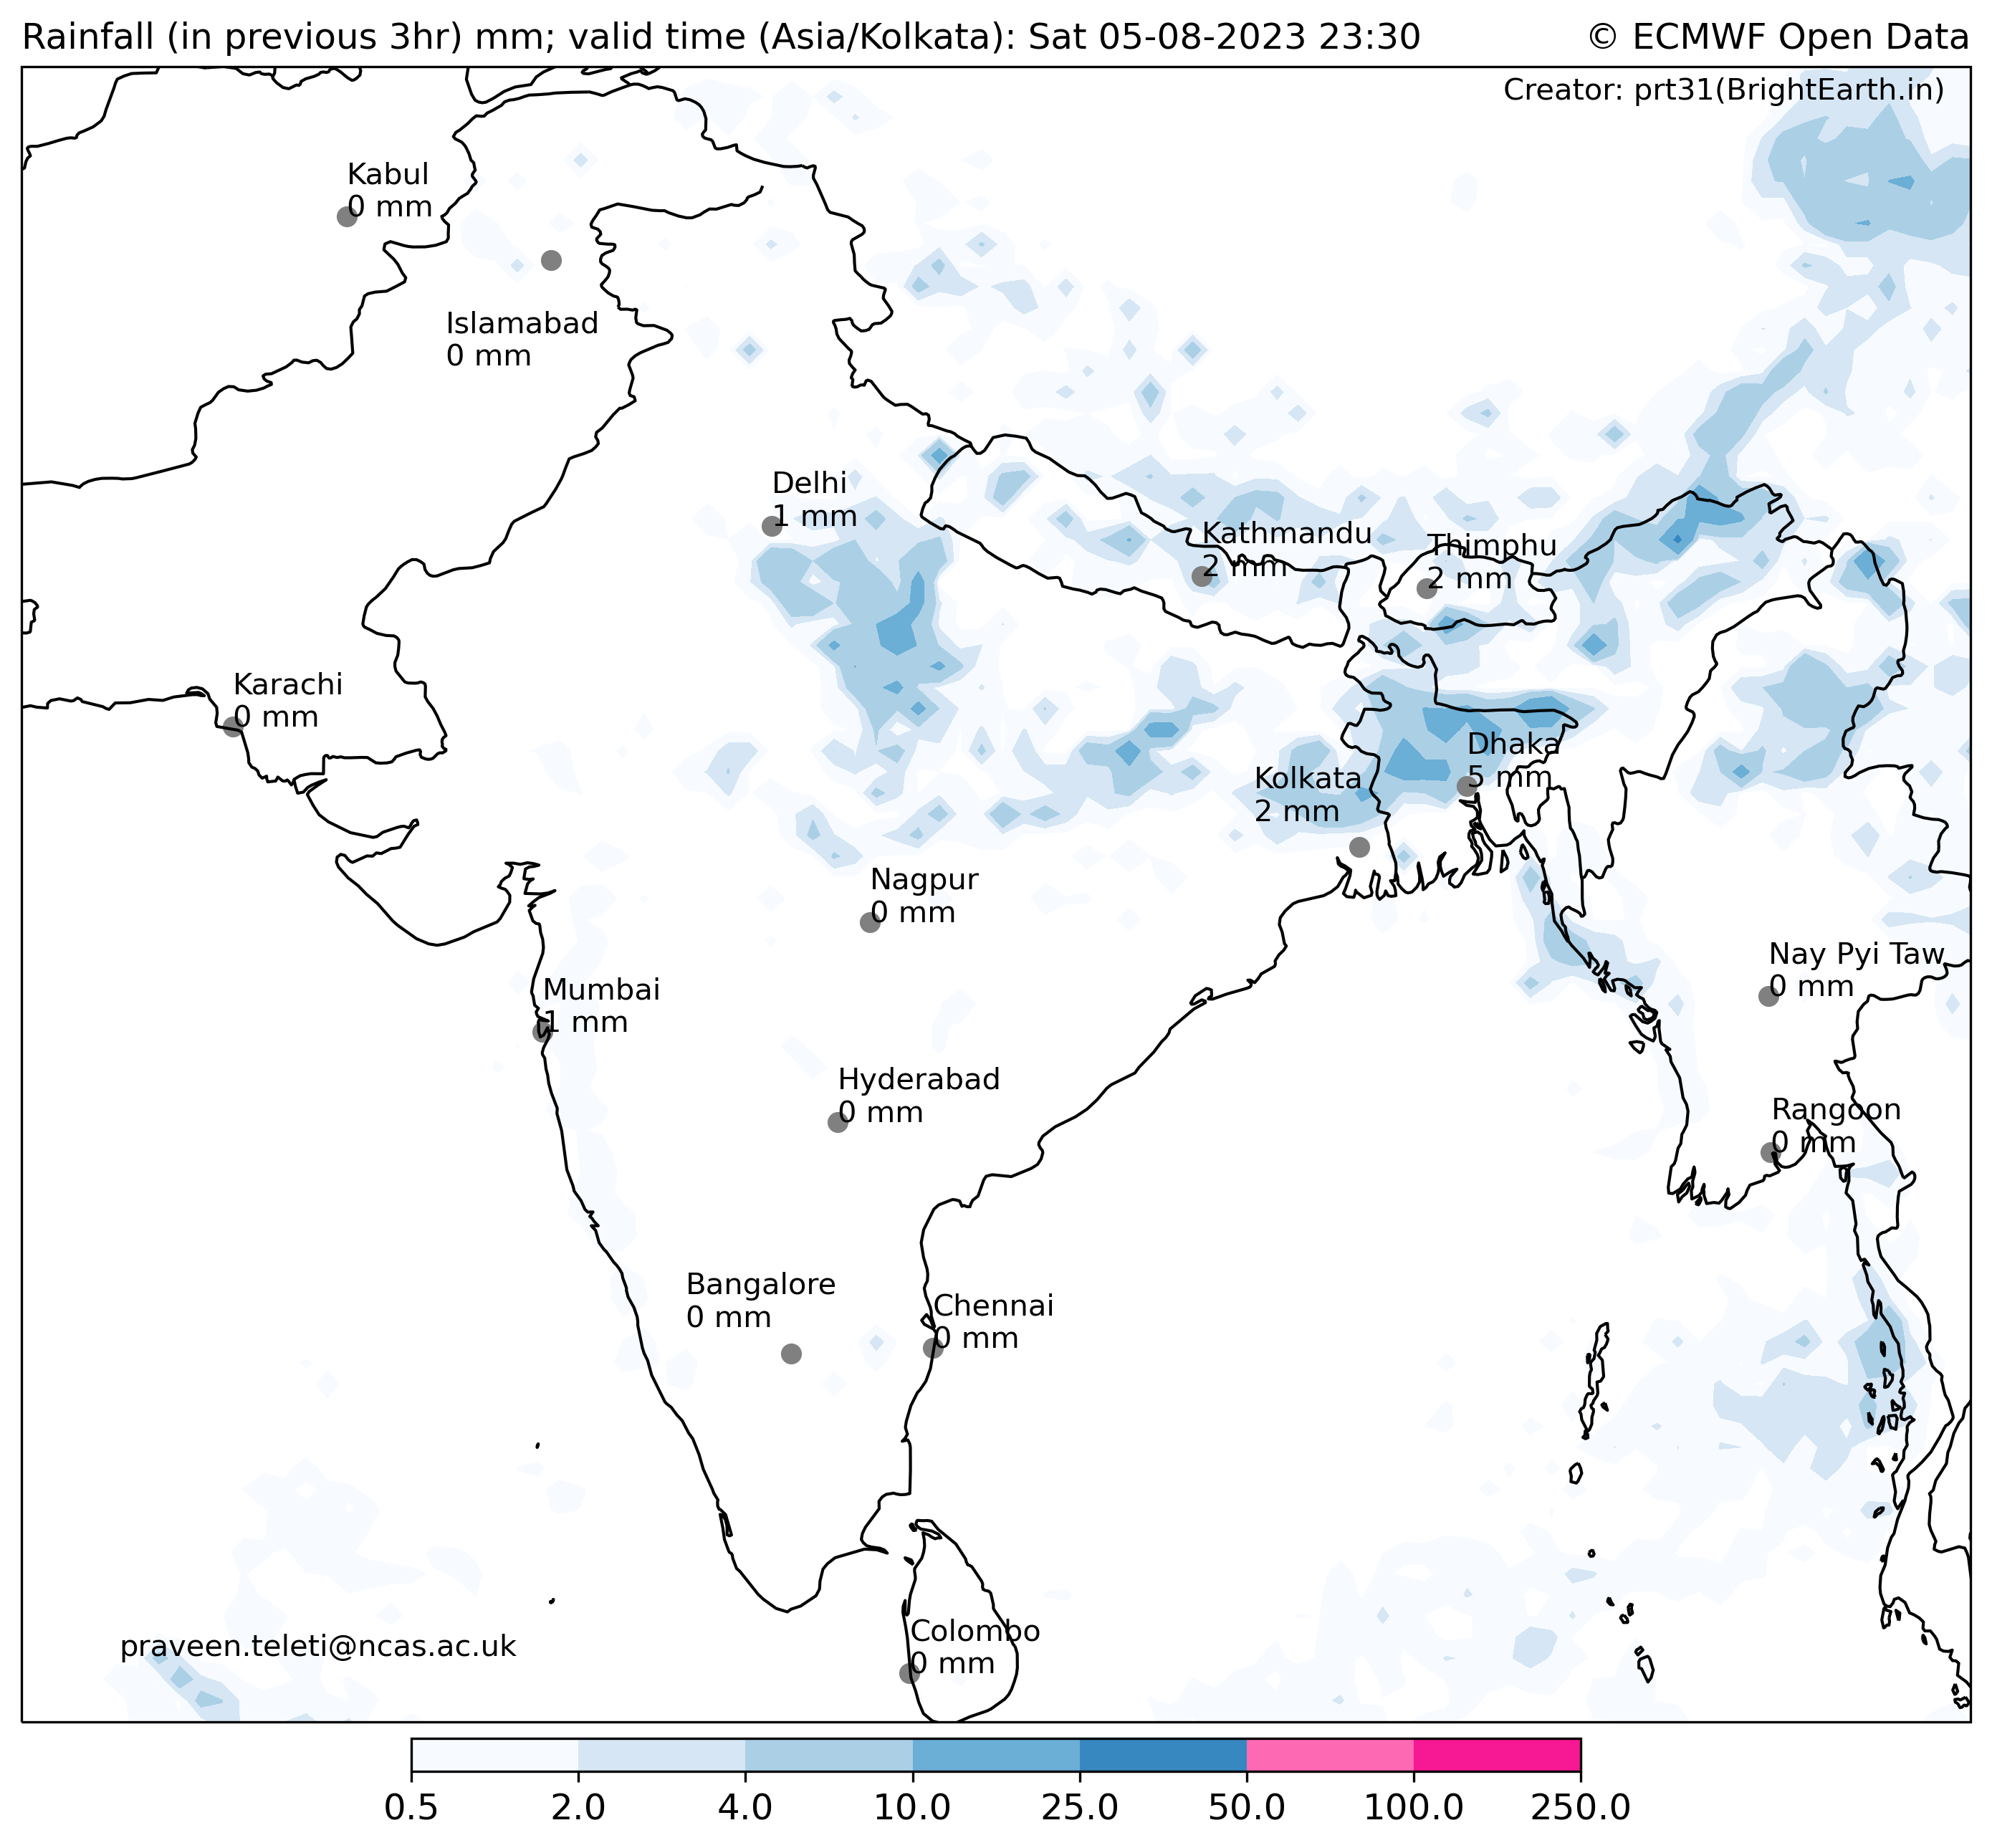 Rainfall (in previous 3hr) mm; valid time (Asia/Kolkata): Sat 05-08-2023 23:30
© ECMWF Open Data
Creator: prt31(BrightEarth.in)
Kabul
0 mm
Islamabad
0 mm
Delhi
1 mm
Kathmandu
2 mm
Thimphu
2 mm
Karachi
0 mm
Dhaka
5 mm
Kolkata
2 mm
Nagpur
0 mm
Nay Pyi Taw
0 mm
Mumbai
1 mm
Hyderabad
0 mm
Rangoon
0 mm
Bangalore
0 mm
Chennai
0 mm
Colombo
0 mm
praveen.teleti@ncas.ac.uk
0.5 2.0 4.0 10.0 25.0 50.0 100.0 250.0